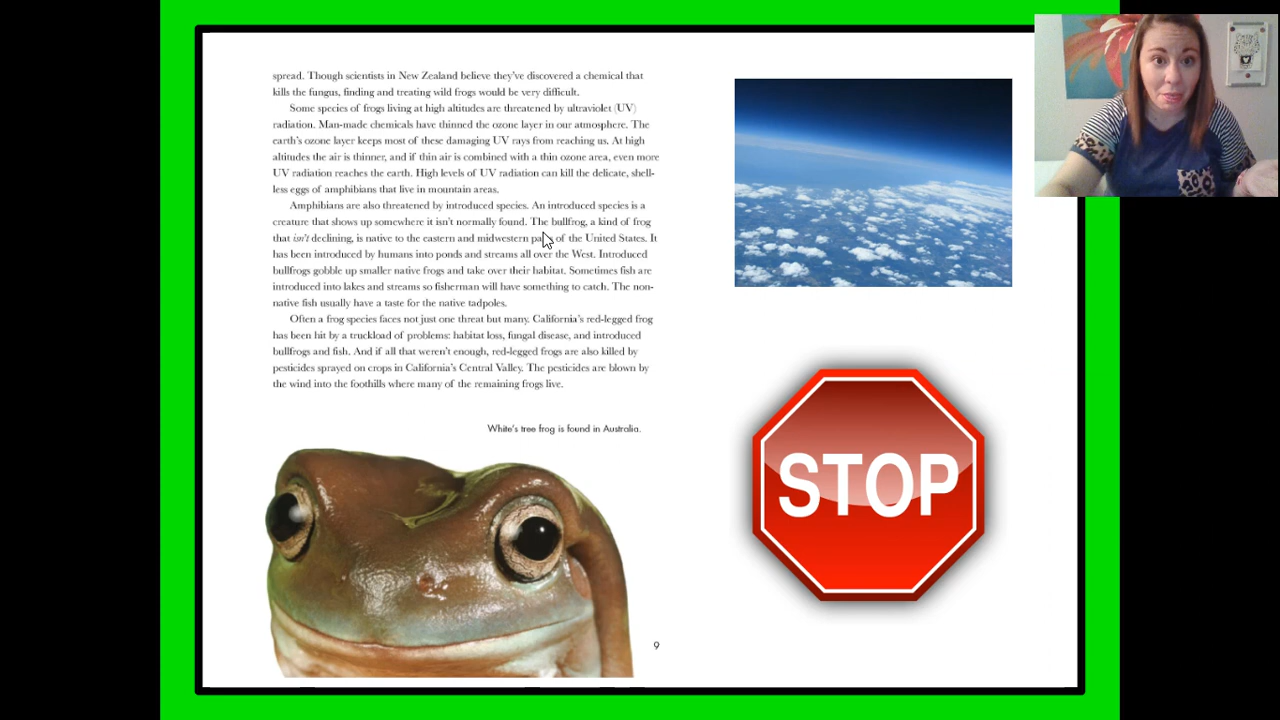 spread. Though scientists in New Zealand believe they've discovered a chemical that
kills the fungus, finding and treating wild frogs would be very difficult.
Some species of frogs living at high altitudes are threatened by ultraviolet (UV)
radiation. Man-made chemicals have thinned the ozone layer in our atmosphere. The
earth's ozone layer keeps most of these damaging UV rays from reaching us. At high
altitudes the air is thinner, and if thin air is combined with a thin ozone area, even more
UV radiation reaches the earth. High levels of UV radiation can kill the delicate, shell-
less eggs of amphibians that live in mountain areas.
Amphibians are also threatened by introduced species. An introduced species is a
creature that shows up somewhere it isn't normally found. The bullfrog, a kind of frog
that isn't declining, is native to the eastern and midwestern of the United States. It
has been introduced by humans into ponds and streams all over the West. Introduced
bullfrogs gobble up smaller native frogs and take over their habitat. Sometimes fish are
introduced into lakes and streams so fisherman will have something to catch. The non-
native fish usually have a taste for the native tadpoles.
Often a frog species faces not just one threat but many. California's red-legged frog
has been hit by a truckload of problems: habitat loss, fungal disease, and introduced
bullfrogs and fish. And if all that weren't enough, red-legged frogs are also killed by
pesticides sprayed on crops in California's Central Valley. The pesticides are blown by
the wind into the foothills where many of the remaining frogs live.
White's tree frog is found in Australia.
STOP
9